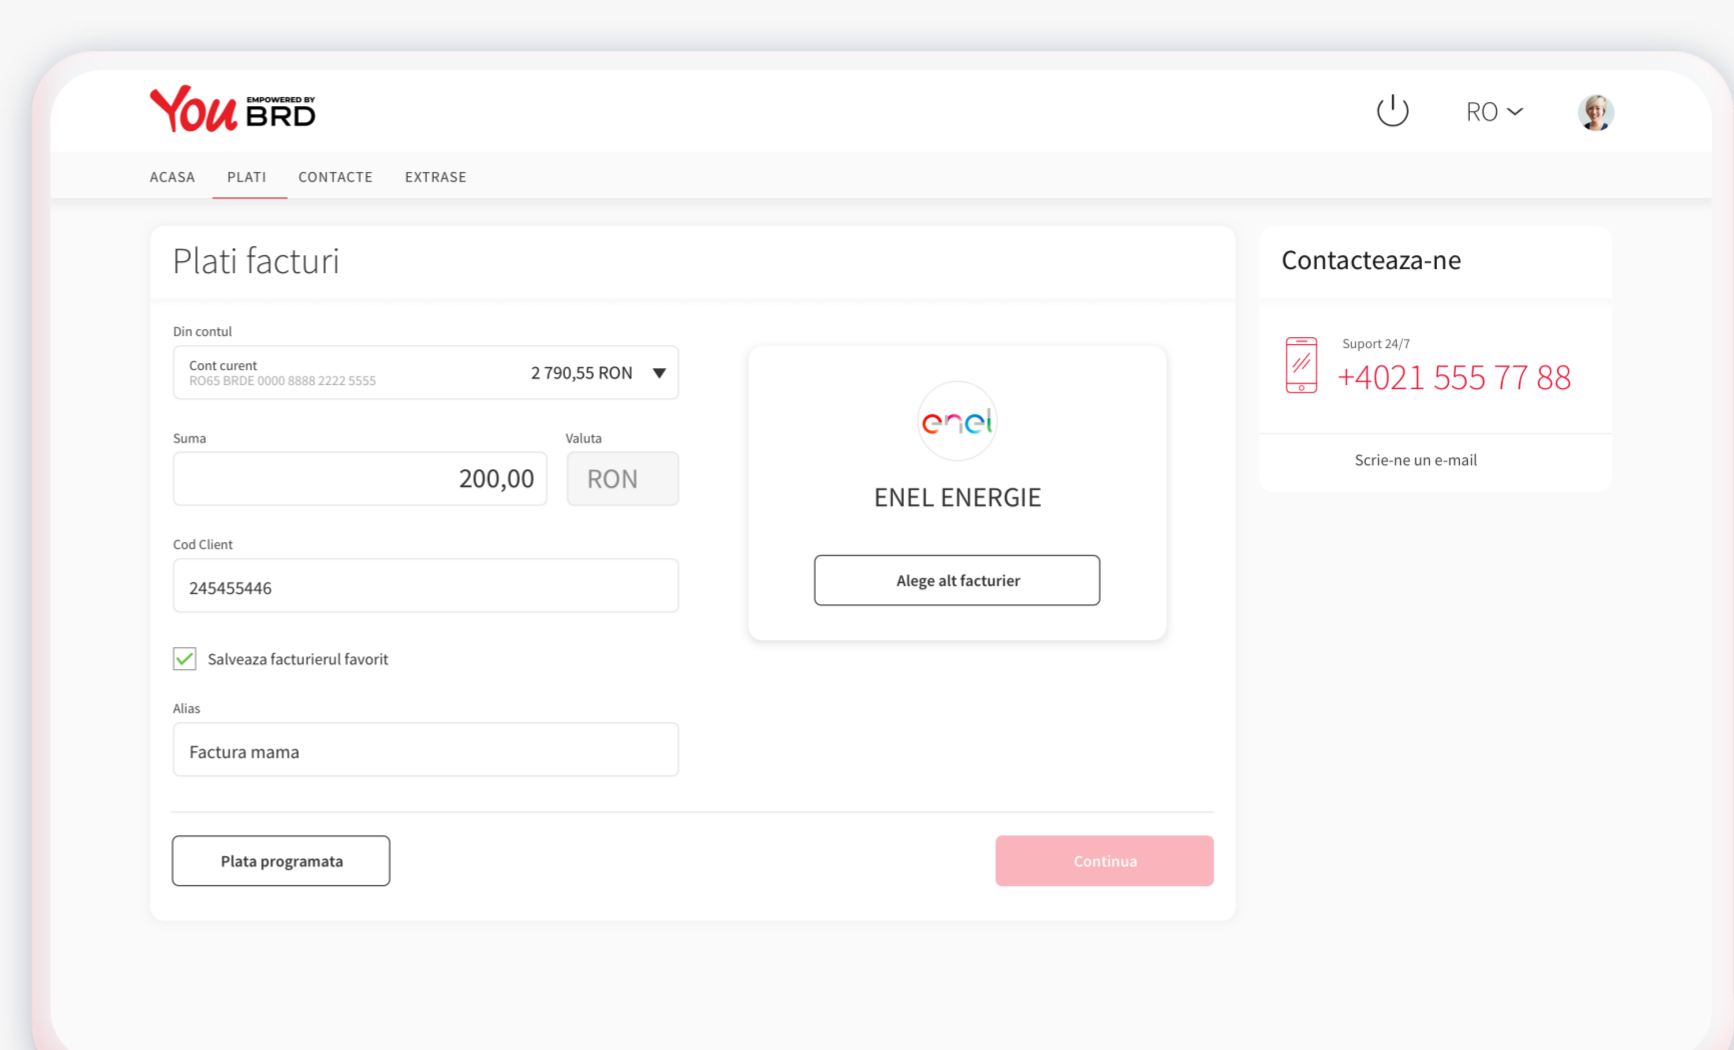 You EMPOWERED BY BRD
RO
ACASA PLATI CONTACTE EXTRASE
Plati facturi
Din contul
Cont curent
RO65 BRDE 0000 8888 2222 5555
2 790,55 RON
Suma
Valuta
200,00
RON
Cod Client
245455446
Salveaza facturierul favorit
Alias
Factura mama
Plata programata
Continua
enel
ENEL ENERGIE
Alege alt facturier
Contacteaza-ne
Suport 24/7
+4021 555 77 88
Scrie-ne un e-mail